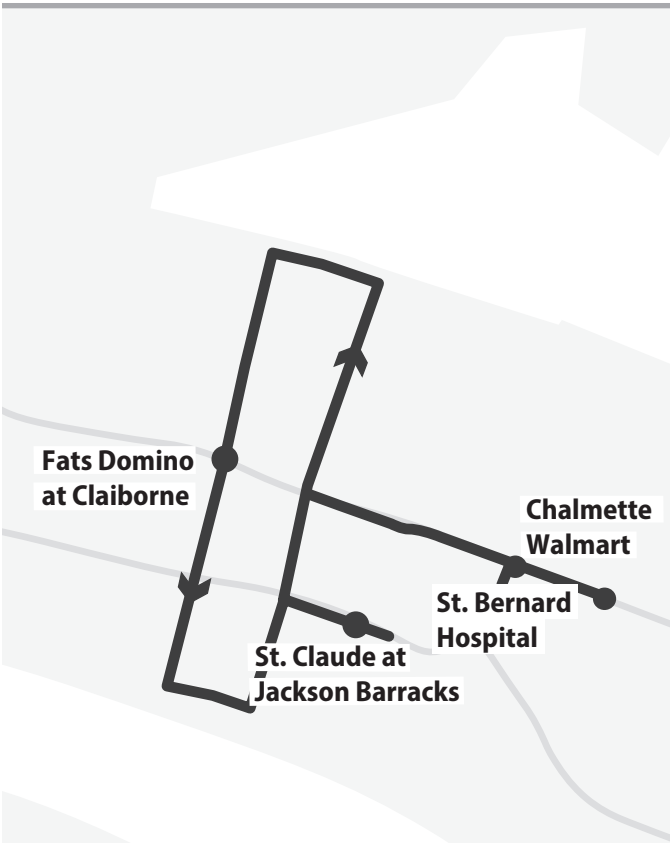 Fats Domino
at Claiborne
Chalmette
Walmart
St. Bernard
Hospital
St. Claude at
Jackson Barracks